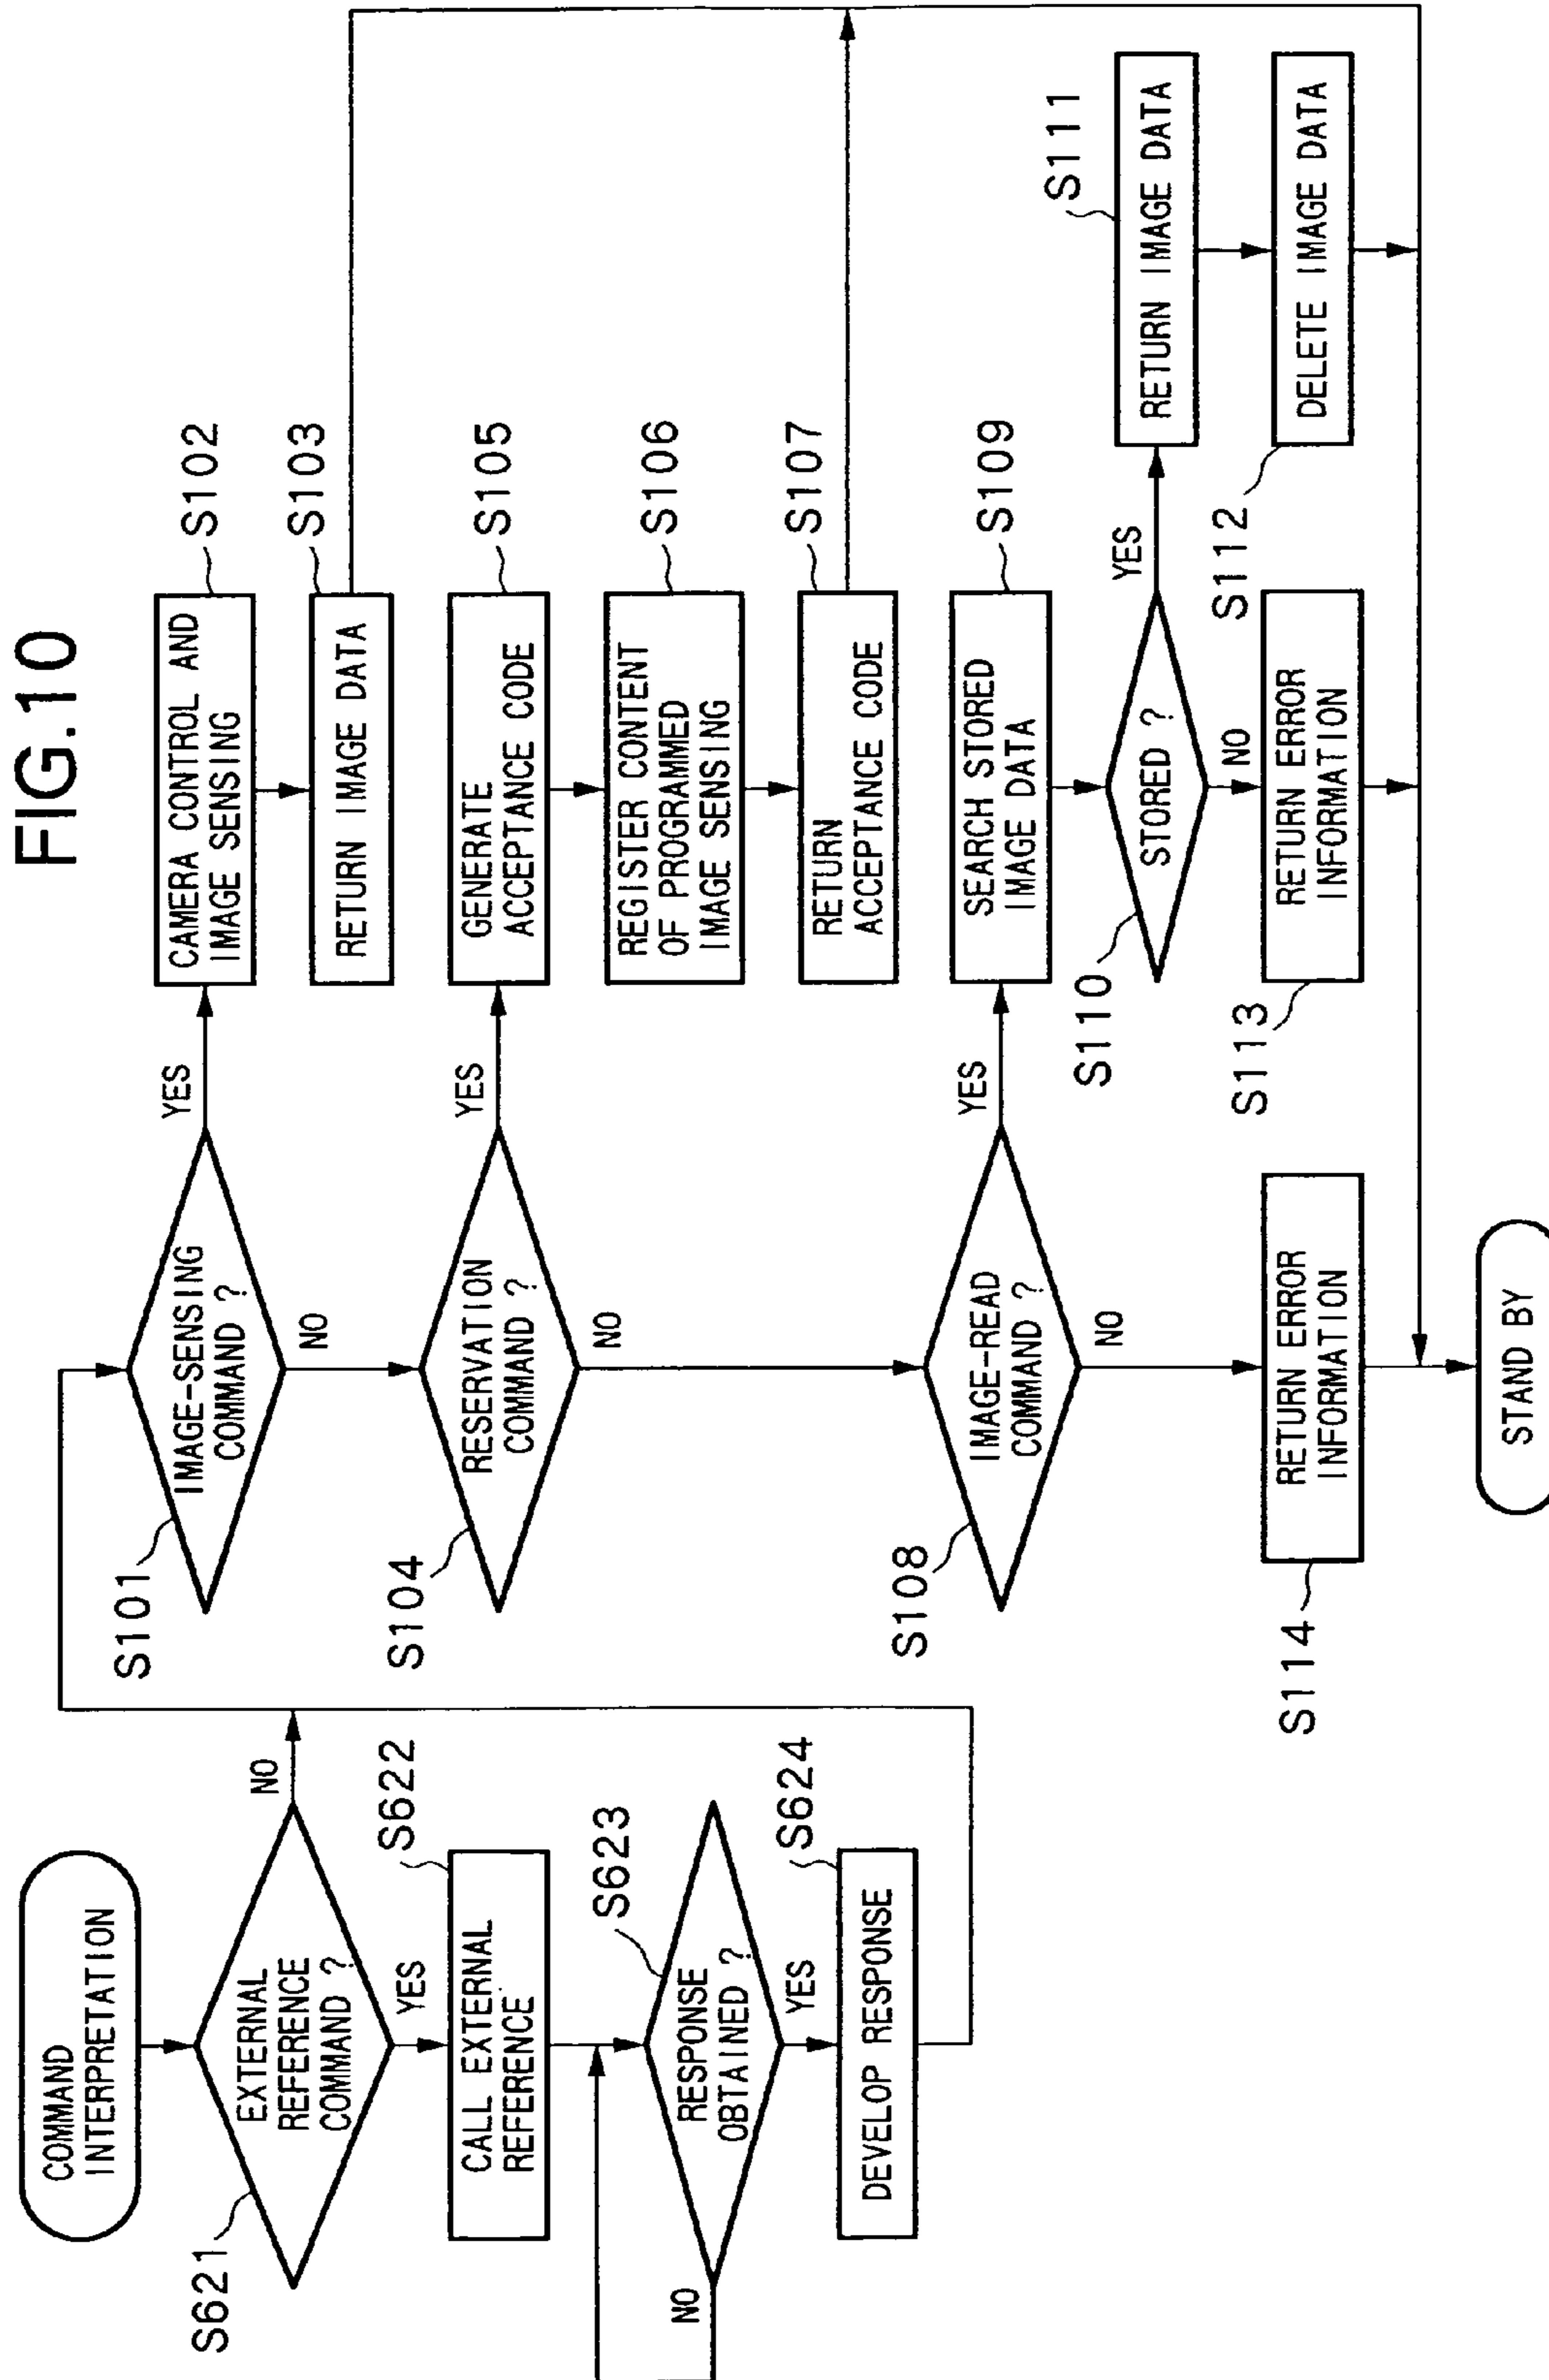 FIG.10
COMMAND
INTERPRETATION
S621
EXTERNAL
REFERENCE
COMMAND ?
NO
YES
S622
CALL EXTERNAL
REFERENCE
S623
RESPONSE
OBTAINED ?
NO
YES
S624
DEVELOP RESPONSE
S101
IMAGE-SENSING
COMMAND ?
YES
NO
S102
CAMERA CONTROL AND
IMAGE SENSING
S103
RETURN IMAGE DATA
S104
RESERVATION
COMMAND ?
YES
NO
S105
GENERATE
ACCEPTANCE CODE
S106
REGISTER CONTENT
OF PROGRAMMED
IMAGE SENSING
S107
RETURN
ACCEPTANCE CODE
S108
IMAGE-READ
COMMAND ?
YES
NO
S109
SEARCH STORED
IMAGE DATA
S110
STORED ?
YES
NO
S111
RETURN IMAGE DATA
S112
DELETE IMAGE DATA
S113
RETURN ERROR
INFORMATION
S114
RETURN ERROR
INFORMATION
STAND BY